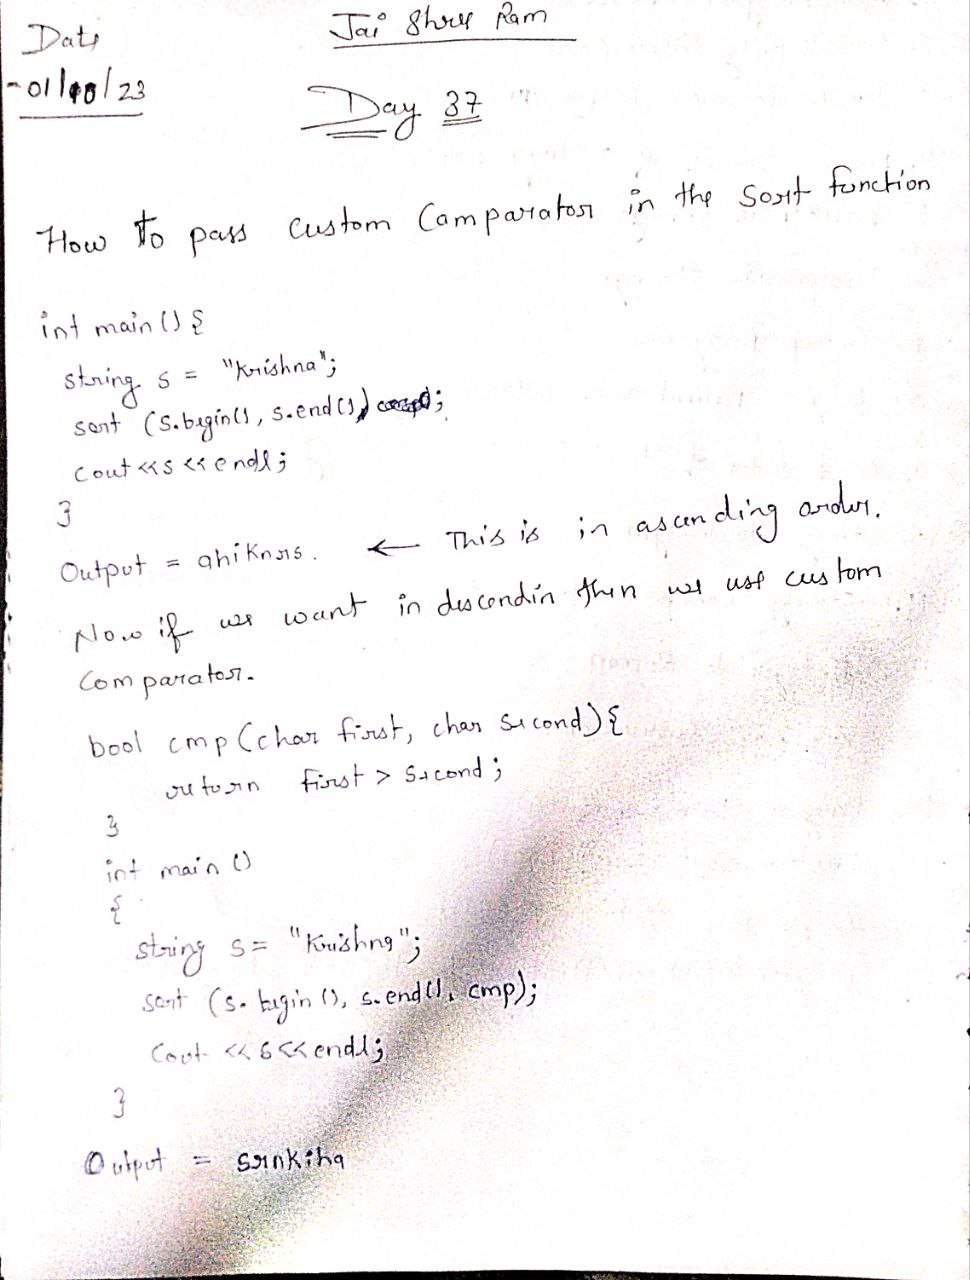 Jai Shree Ram
Date
-01/10/23
Day 37
How to pass custom Camparator in the Sort function
int main() {
string s = "Krishna";
sort (s.begin(), s.end());
cout << s << endl;
}
Output = ahiknrs. ← This is in ascending order.
Now if we want in descendin then we use custom
Comparator.
bool cmp(char first, char second) {
return first > second;
}
int main ()
{
string s = "Krishna";
sort (s.begin(), s.end(), cmp);
Cout << s << endl;
}
Output = srnkiha